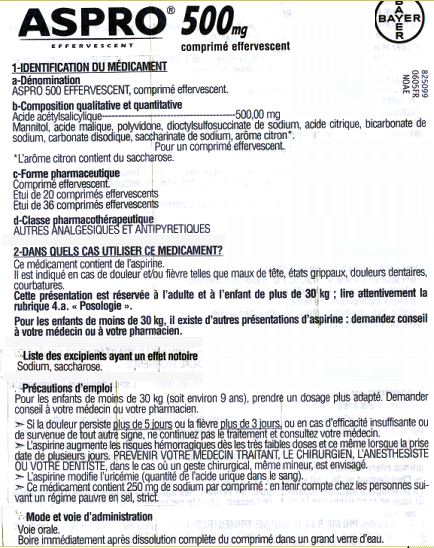 ASPRO® 500mg
EFFERVESCENT
comprimé effervescent
BAYER
BAYER
825099
0605FR
NOAE
1-IDENTIFICATION DU MÉDICAMENT
a-Dénomination
ASPRO 500 EFFERVESCENT, comprimé effervescent.
b-Composition qualitative et quantitative
Acide acétylsalicylique-------------------------------------------500,00 mg
Mannitol, acide malique, polyvidone, dioctylsulfosuccinate de sodium, acide citrique, bicarbonate de
sodium, carbonate disodique, saccharinate de sodium, arôme citron*.
Pour un comprimé effervescent.
*L'arôme citron contient du saccharose.
c-Forme pharmaceutique
Comprimé effervescent.
Etui de 20 comprimés effervescents
Etui de 36 comprimés effervescents
d-Classe pharmacothérapeutique
AUTRES ANALGESIQUES ET ANTIPYRETIQUES
2-DANS QUELS CAS UTILISER CE MEDICAMENT?
Ce médicament contient de l'aspirine.
Il est indiqué en cas de douleur et/ou fièvre telles que maux de tête, états grippaux, douleurs dentaires,
courbatures.
Cette présentation est réservée à l'adulte et à l'enfant de plus de 30 kg ; lire attentivement la
rubrique 4.a. « Posologie ».
Pour les enfants de moins de 30 kg, il existe d'autres présentations d'aspirine : demandez conseil
à votre médecin ou à votre pharmacien.
Liste des excipients ayant un effet notoire
Sodium, saccharose.
Précautions d'emploi
Pour les enfants de moins de 30 kg (soit environ 9 ans), prendre un dosage plus adapté. Demander
conseil à votre médecin ou votre pharmacien.
➣ Si la douleur persiste plus de 5 jours ou la fièvre plus de 3 jours, ou en cas d'efficacité insuffisante ou
de survenue de tout autre signe, ne continuez pas le traitement et consultez votre médecin.
➣ L'aspirine augmente les risques hémorragiques dès les très faibles doses et ce même lorsque la prise
date de plusieurs jours. PREVENIR VOTRE MEDECIN TRAITANT, LE CHIRURGIEN, L'ANESTHESISTE
OU VOTRE DENTISTE, dans le cas où un geste chirurgical, même mineur, est envisagé.
➣ L'aspirine modifie l'uricémie (quantité de l'acide urique dans le sang).
➣ Ce médicament contient 250 mg de sodium par comprimé : en tenir compte chez les personnes sui-
vant un régime pauvre en sel, strict.
Mode et voie d'administration
Voie orale.
Boire immédiatement après dissolution complète du comprimé dans un grand verre d'eau.